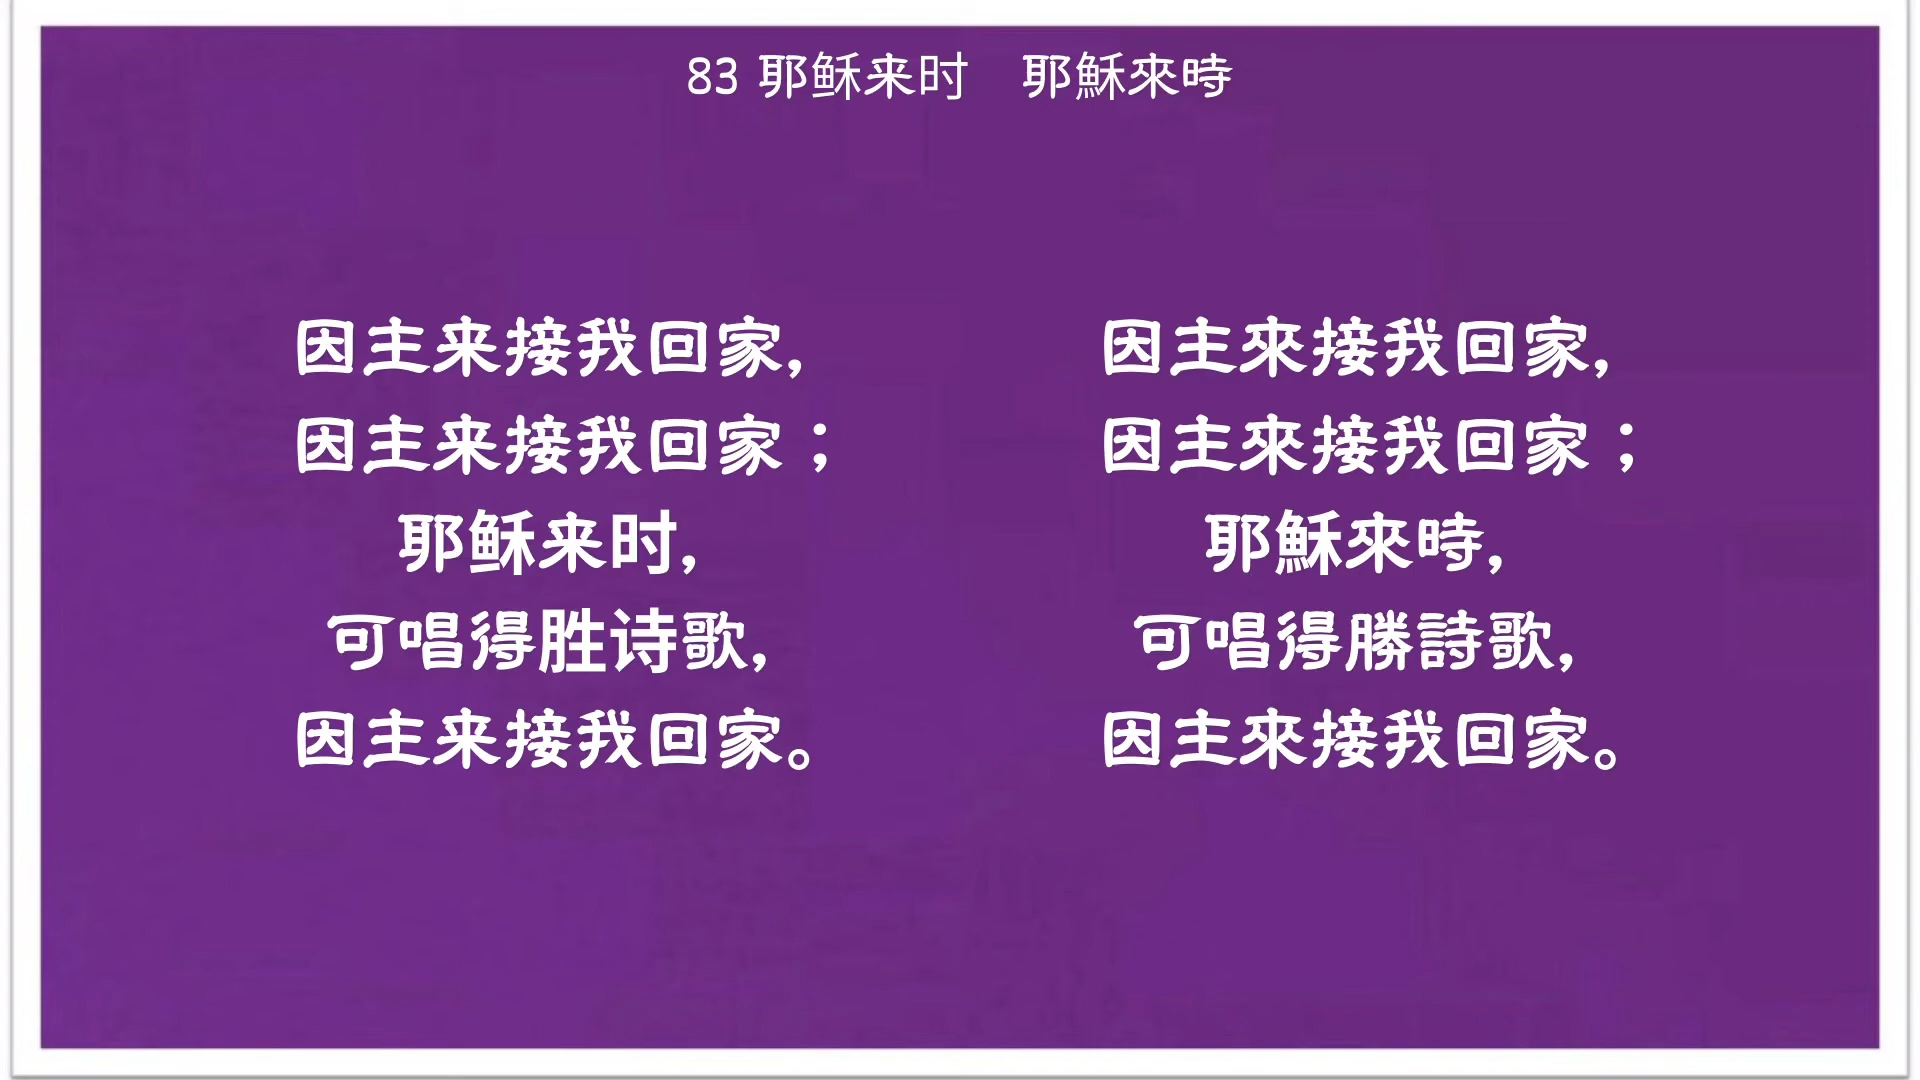 83 耶稣来时　耶穌來時
因主来接我回家,
因主来接我回家；
耶稣来时,
可唱得胜诗歌,
因主来接我回家。
因主來接我回家,
因主來接我回家；
耶穌來時,
可唱得勝詩歌,
因主來接我回家。